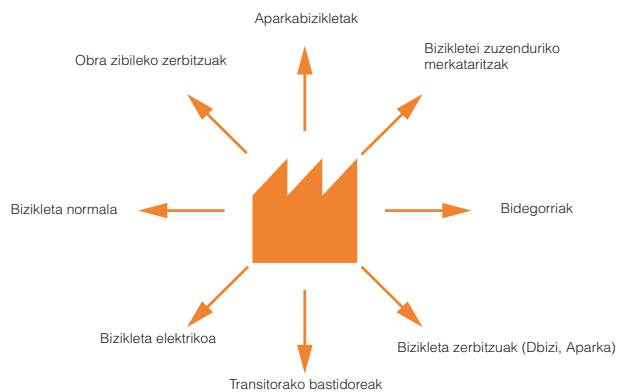 Aparkabizikletak
Obra zibileko zerbitzuak
Bizikletei zuzenduriko
merkataritzak
Bizikleta normala
Bidegorriak
Bizikleta elektrikoa
Bizikleta zerbitzuak (Dbizi, Aparka)
Transitorako bastidoreak